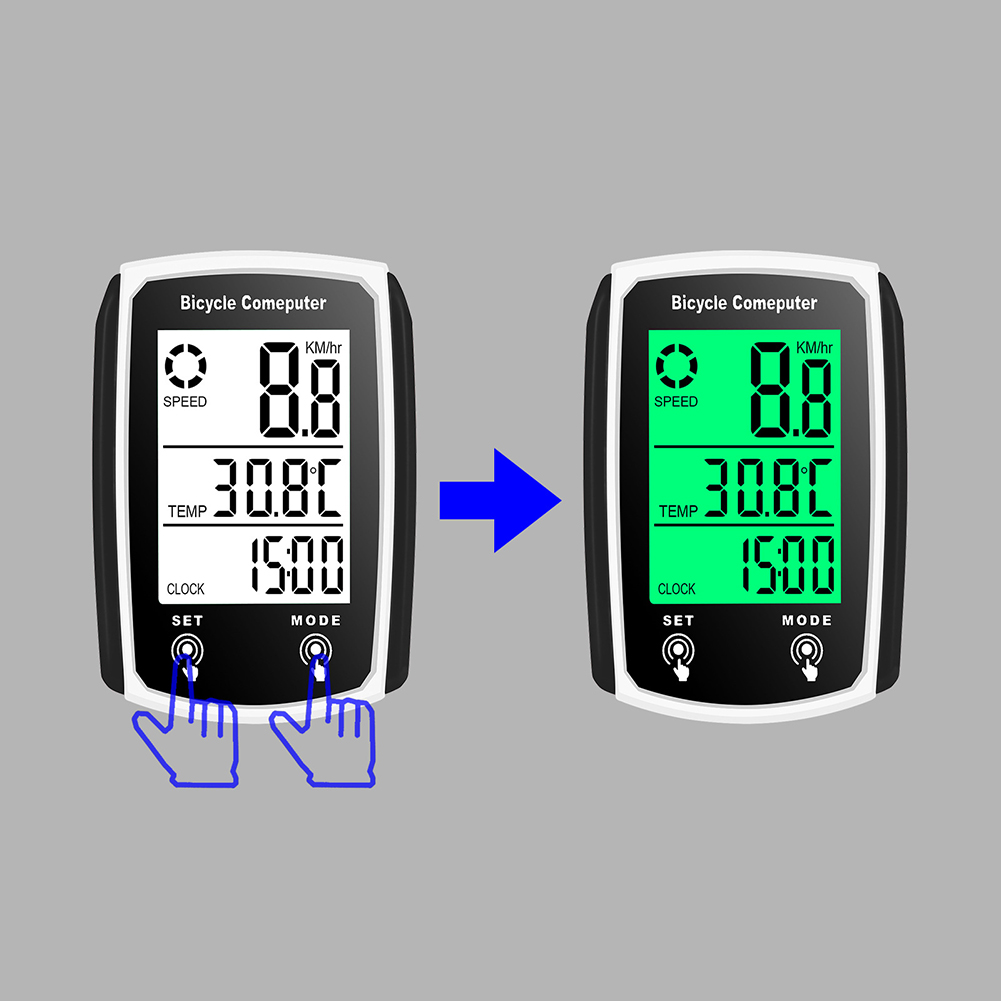 Bicycle Comeputer
KM/hr
8.8
SPEED
30.8°C
TEMP
15:00
CLOCK
SET MODE
Bicycle Comeputer
KM/hr
8.8
SPEED
30.8°C
TEMP
15:00
CLOCK
SET MODE